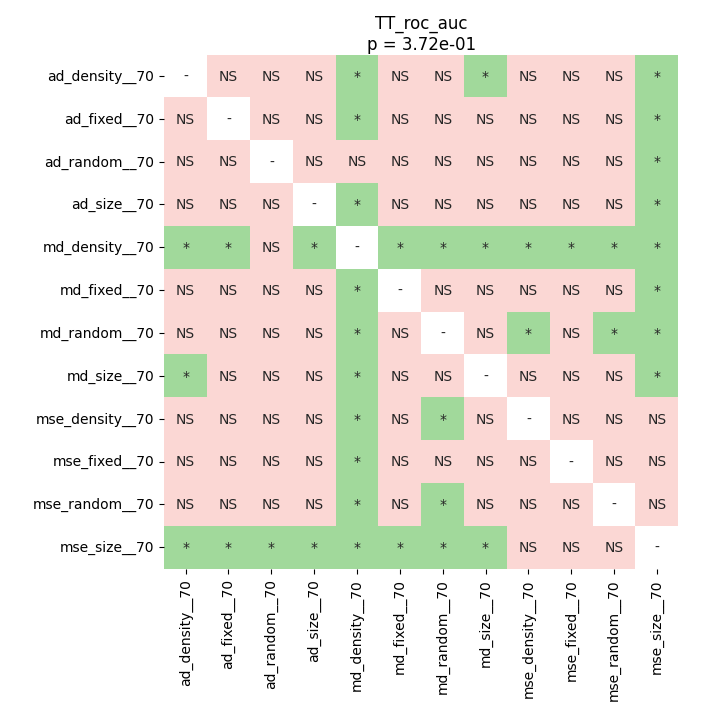 TT_roc_auc
p = 3.72e-01
ad_density__70 - NS NS NS * NS NS * NS NS NS *
ad_fixed__70 NS - NS NS * NS NS NS NS NS NS *
ad_random__70 NS NS - NS NS NS NS NS NS NS NS *
ad_size__70 NS NS NS - * NS NS NS NS NS NS *
md_density__70 * * NS * - * * * * * * *
md_fixed__70 NS NS NS NS * - NS NS NS NS NS *
md_random__70 NS NS NS NS * NS - NS * NS * *
md_size__70 * NS NS NS * NS NS - NS NS NS *
mse_density__70 NS NS NS NS * NS * NS - NS NS NS
mse_fixed__70 NS NS NS NS * NS NS NS NS - NS NS
mse_random__70 NS NS NS NS * NS * NS NS NS - NS
mse_size__70 * * * * * * * * NS NS NS -
ad_density__70
ad_fixed__70
ad_random__70
ad_size__70
md_density__70
md_fixed__70
md_random__70
md_size__70
mse_density__70
mse_fixed__70
mse_random__70
mse_size__70